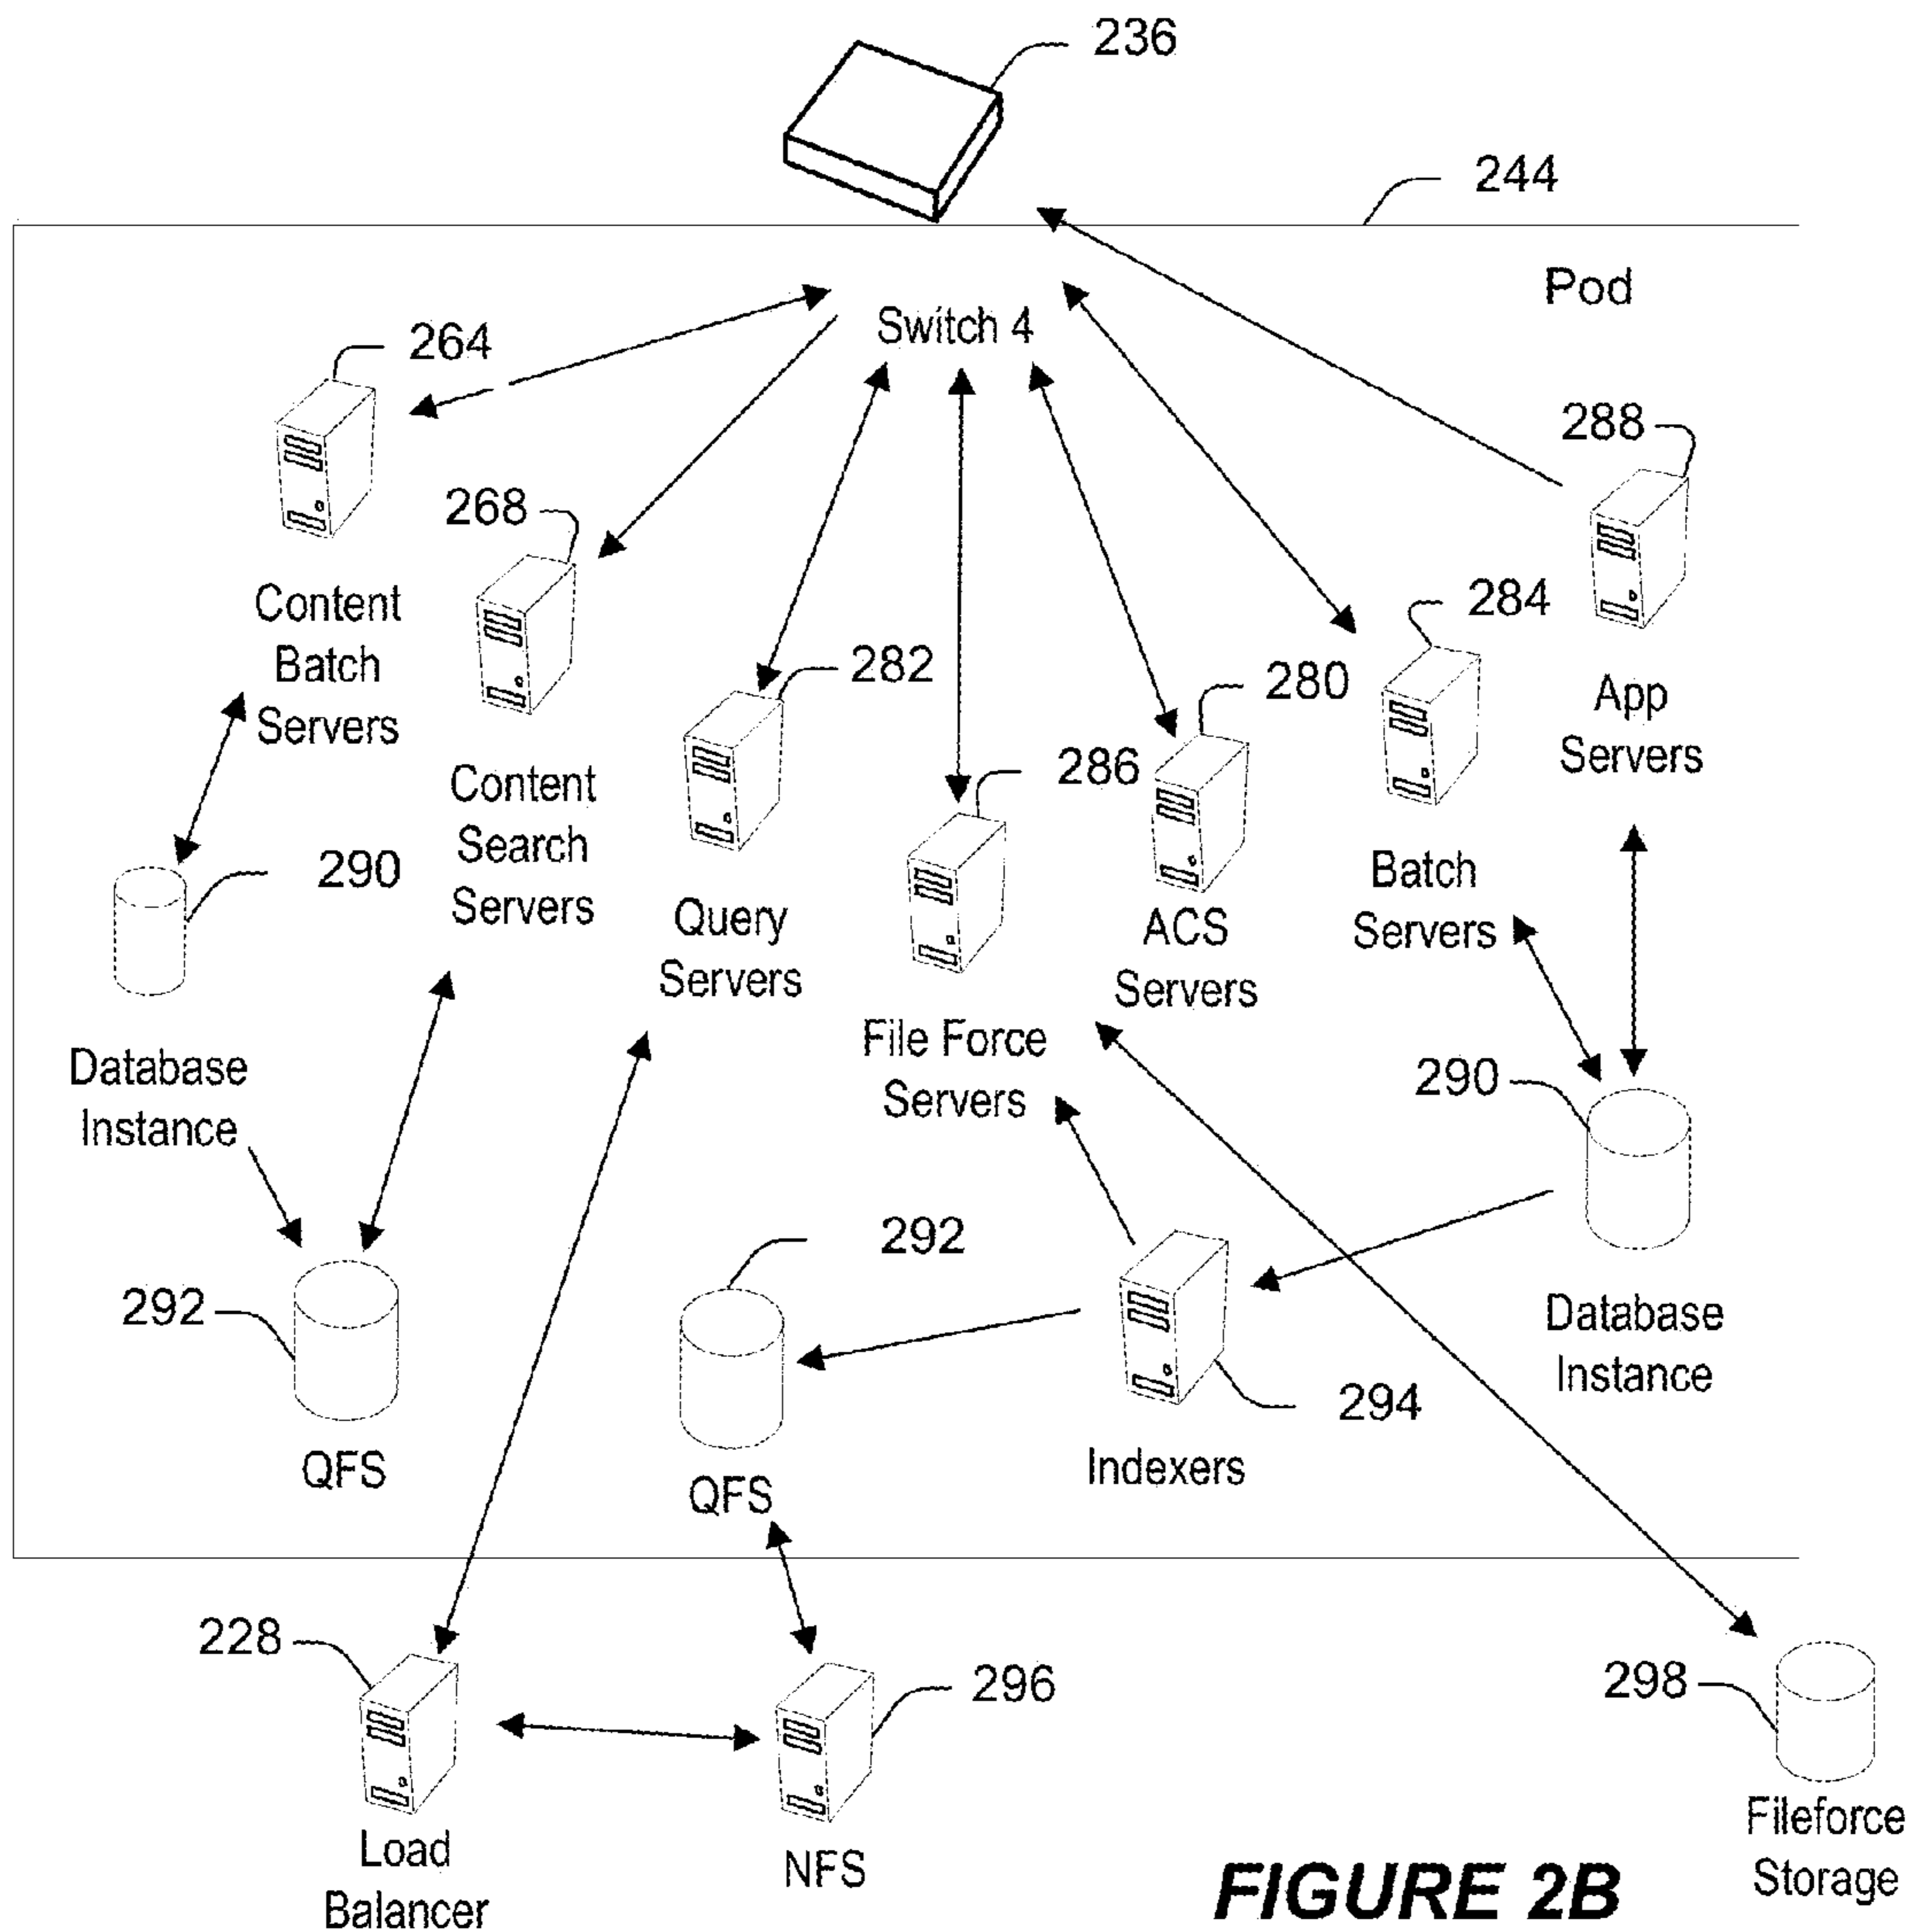 236
244
Pod
Switch 4
264
288
268
Content
Batch
Servers
284
282
280
App
Servers
Content
Search
Servers
286
290
Batch
Servers
Query
Servers
ACS
Servers
File Force
Servers
Database
Instance
290
292
292
Database
Instance
294
QFS
QFS
Indexers
228
296
298
Load
Balancer
NFS
Fileforce
Storage
FIGURE 2B